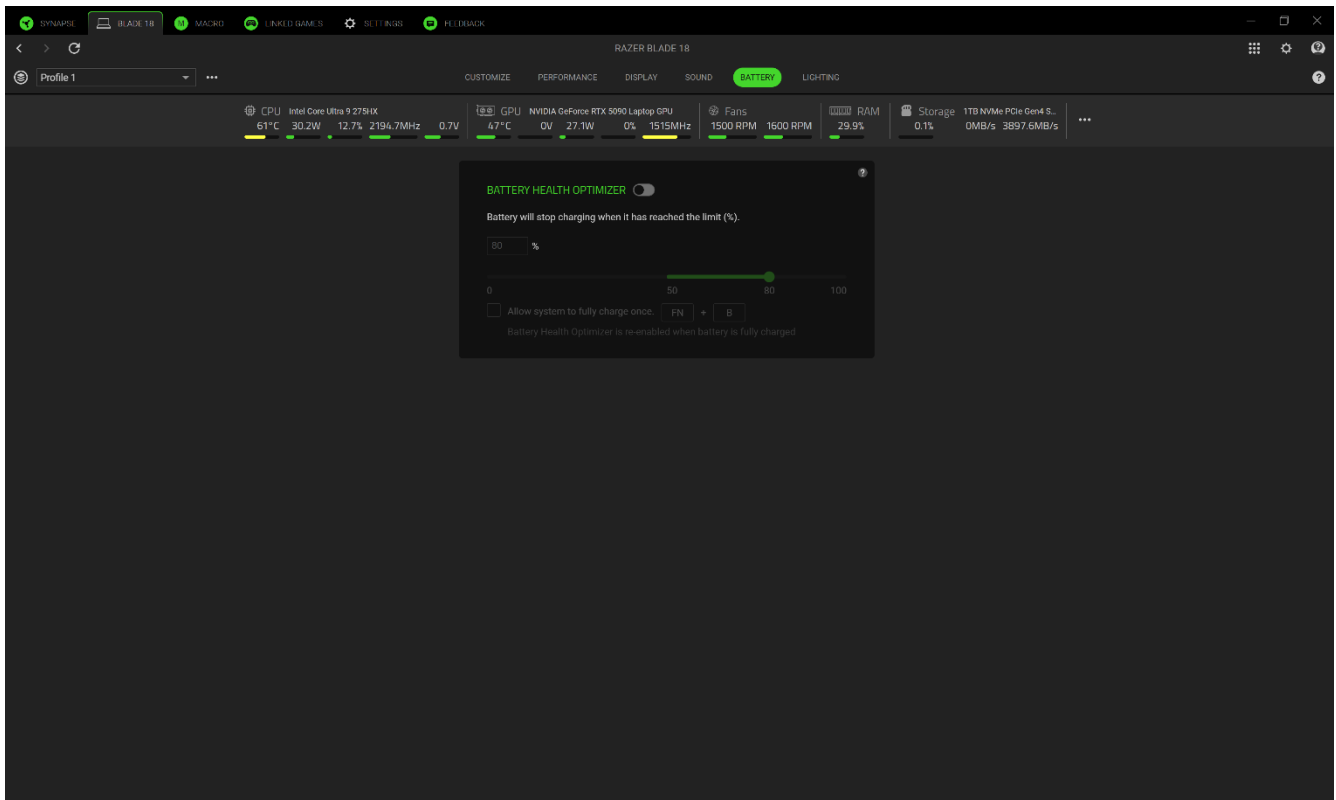 SYNAPSE BLADE 18 M MACRO LINKED GAMES SETTINGS FEEDBACK
RAZER BLADE 18
Profile 1 CUSTOMIZE PERFORMANCE DISPLAY SOUND BATTERY LIGHTING
CPU Intel Core Ultra 9 275HX GPU NVIDIA GeForce RTX 5090 Laptop GPU Fans RAM Storage 1TB NVMe PCIe Gen4 S...
61°C 30.2W 12.7% 2194.7MHz 0.7V 47°C 0V 27.1W 0% 1515MHz 1500 RPM 1600 RPM 29.9% 0.1% 0MB/s 3897.6MB/s
BATTERY HEALTH OPTIMIZER
Battery will stop charging when it has reached the limit (%).
80 %
0 50 80 100
Allow system to fully charge once. FN + B
Battery Health Optimizer is re-enabled when battery is fully charged